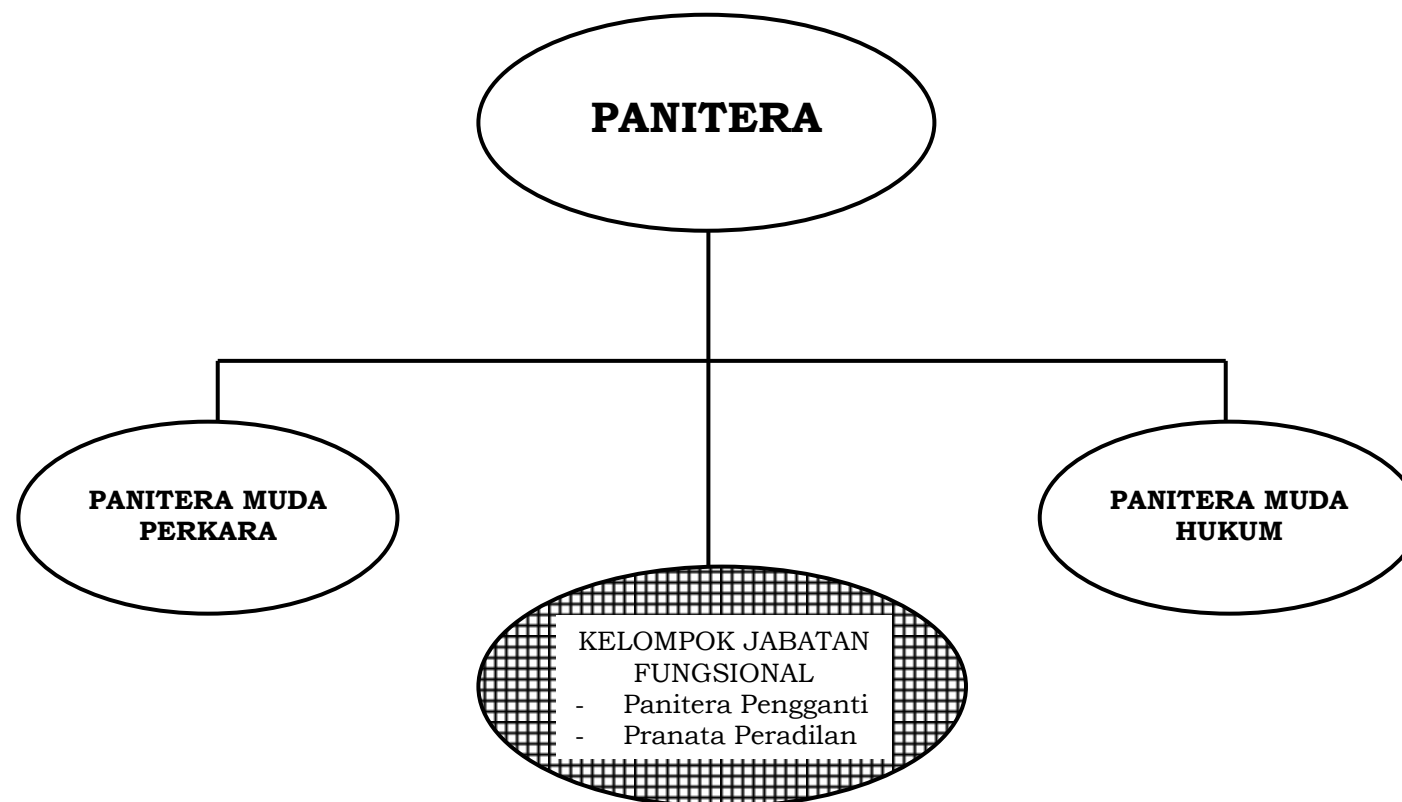 PANITERA
PANITERA MUDA
PERKARA
PANITERA MUDA
HUKUM
KELOMPOK JABATAN
FUNGSIONAL
- Panitera Pengganti
- Pranata Peradilan